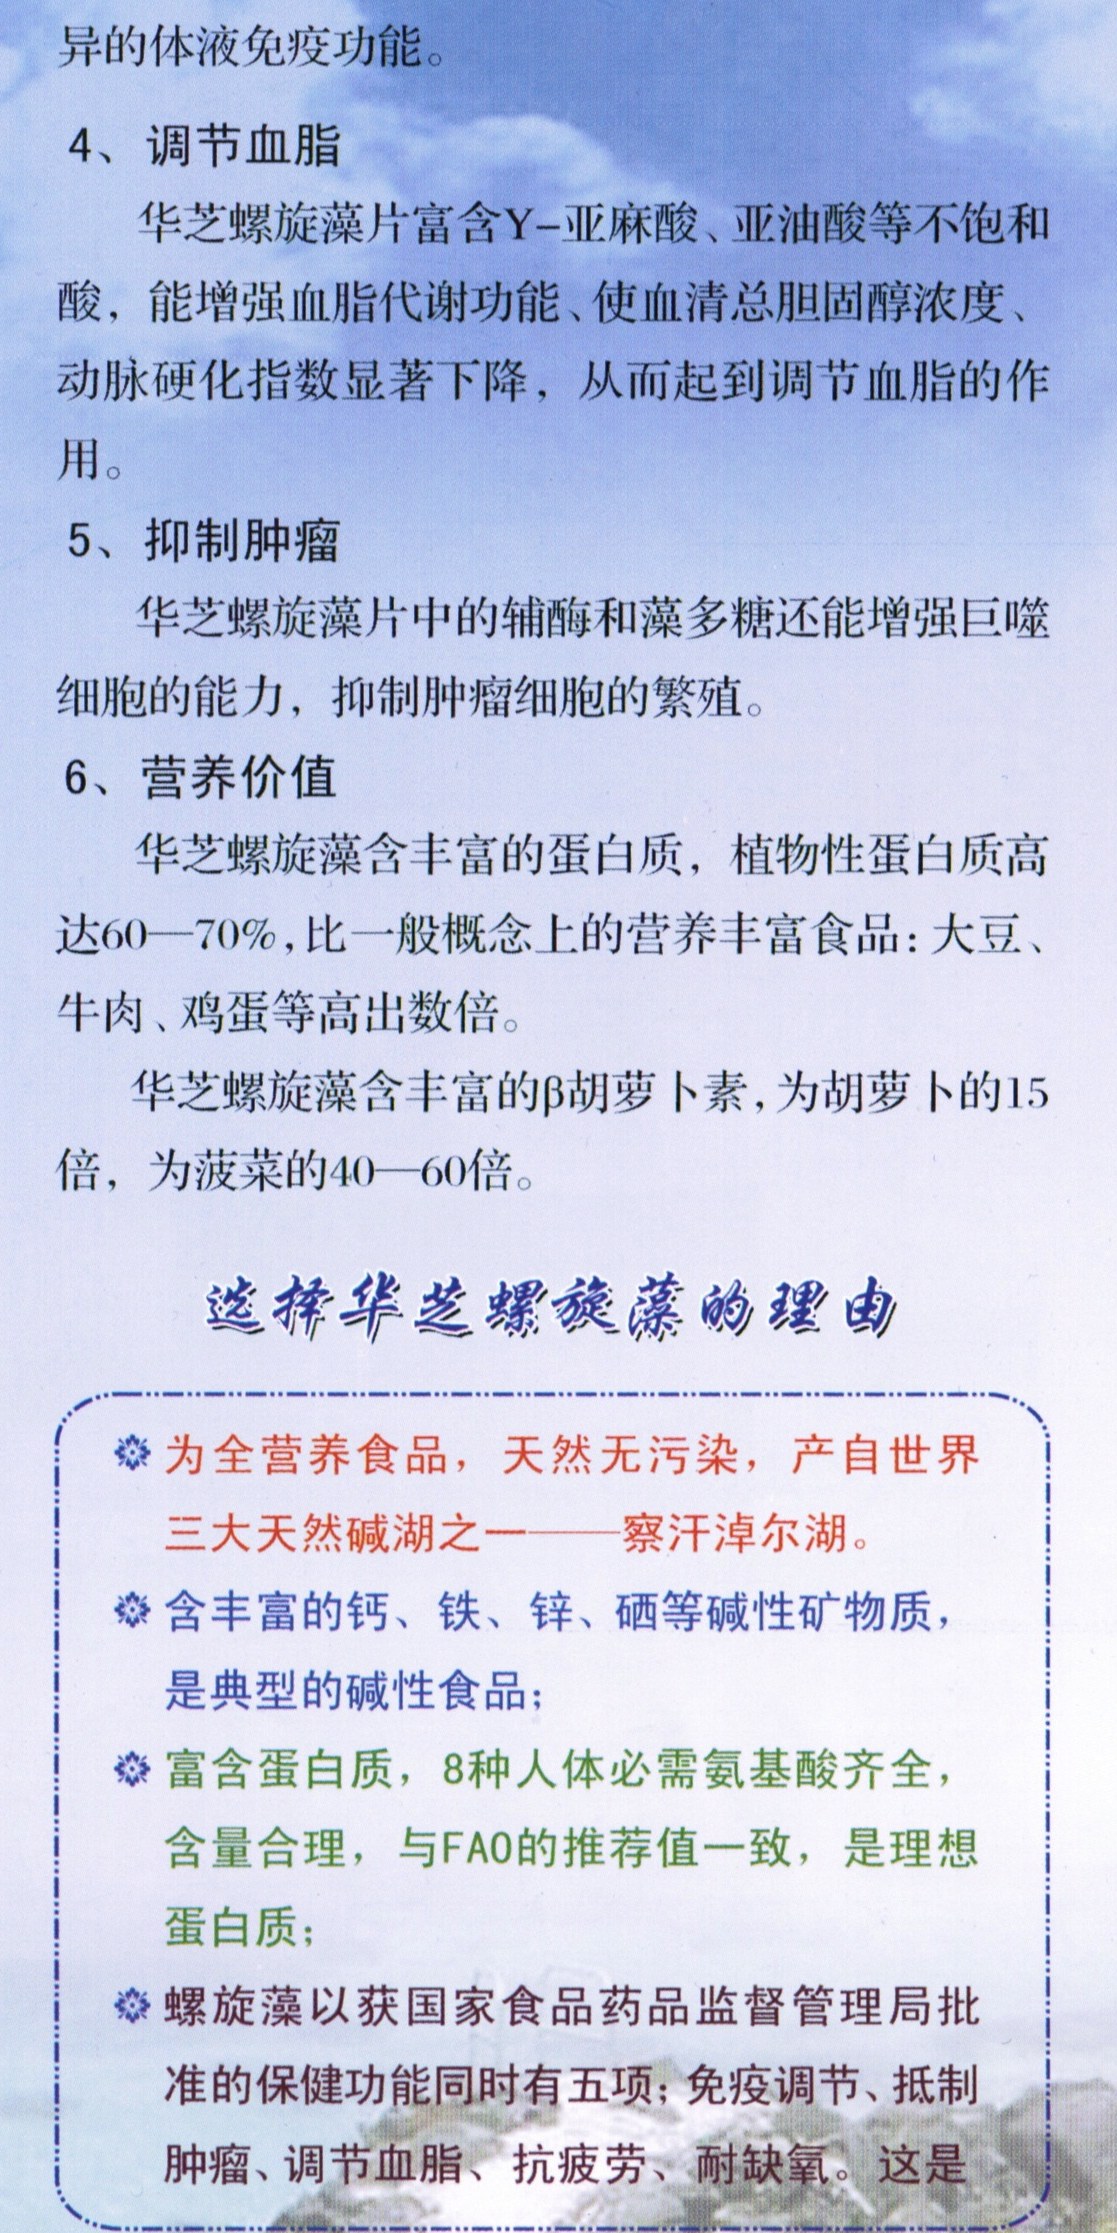 异的体液免疫功能。
4、调节血脂
华芝螺旋藻片富含Y-亚麻酸、亚油酸等不饱和
酸，能增强血脂代谢功能、使血清总胆固醇浓度、
动脉硬化指数显著下降，从而起到调节血脂的作
用。
5、抑制肿瘤
华芝螺旋藻片中的辅酶和藻多糖还能增强巨噬
细胞的能力，抑制肿瘤细胞的繁殖。
6、营养价值
华芝螺旋藻含丰富的蛋白质，植物性蛋白质高
达60—70%,比一般概念上的营养丰富食品：大豆、
牛肉、鸡蛋等高出数倍。
华芝螺旋藻含丰富的β胡萝卜素,为胡萝卜的15
倍，为菠菜的40—60倍。
选择华芝螺旋藻的理由
为全营养食品，天然无污染，产自世界
三大天然碱湖之一——察汗淖尔湖。
含丰富的钙、铁、锌、硒等碱性矿物质，
是典型的碱性食品；
富含蛋白质，8种人体必需氨基酸齐全，
含量合理，与FAO的推荐值一致，是理想
蛋白质；
螺旋藻以获国家食品药品监督管理局批
准的保健功能同时有五项；免疫调节、抵制
肿瘤、调节血脂、抗疲劳、耐缺氧。这是